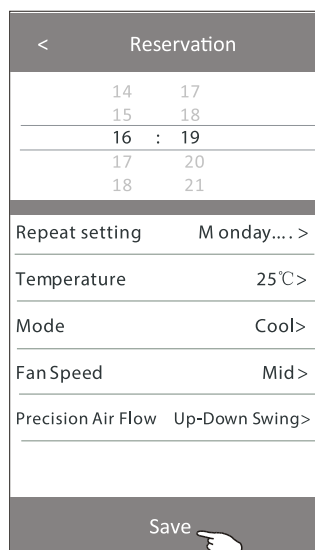 < Reservation
14 17
15 18
16 : 19
17 20
18 21
Repeat setting Monday.... >
Temperature 25℃>
Mode Cool>
Fan Speed Mid>
Precision Air Flow Up-Down Swing>
Save